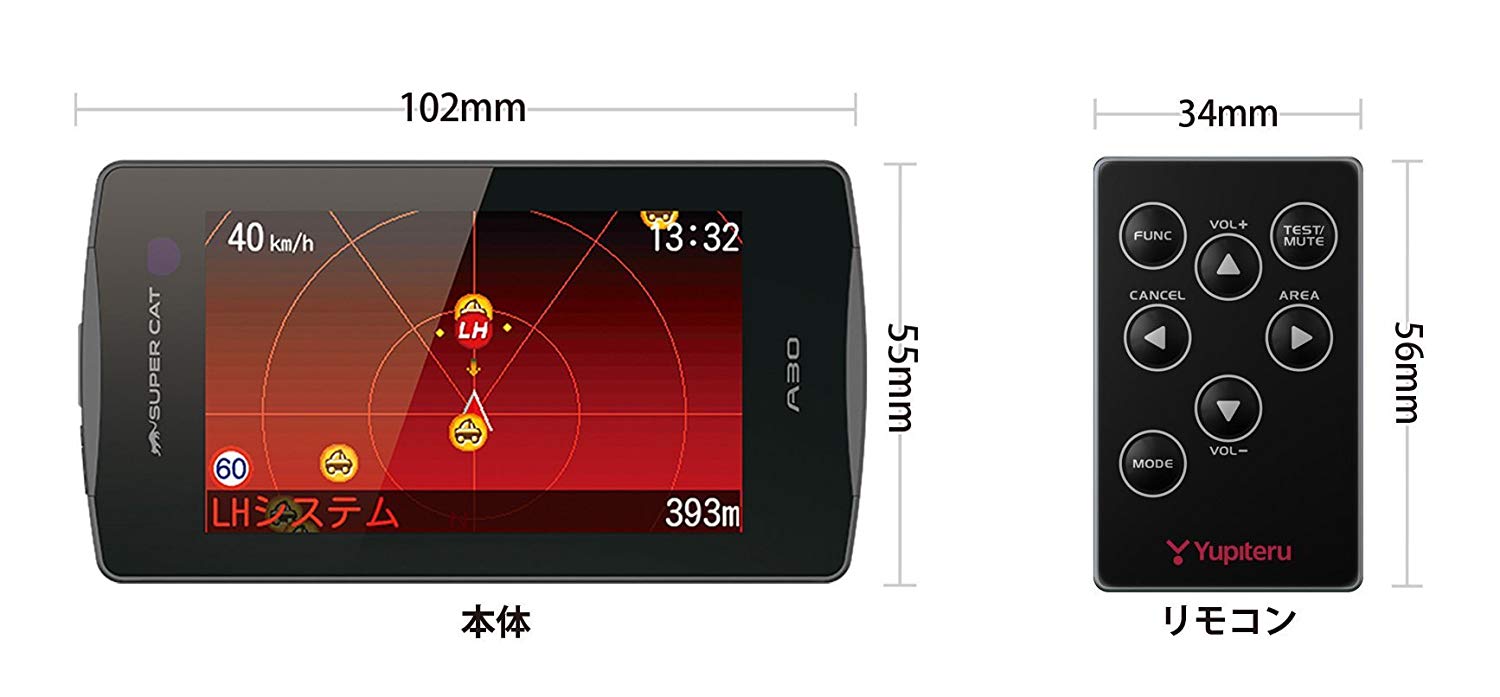 102mm
34mm
40 km/h
13:32
LH
60
LHシステム
393m
SUPER CAT
A30
55mm
本体
FUNC
VOL+
TEST/
MUTE
CANCEL
AREA
VOL-
MODE
Yupiteru
56mm
リモコン